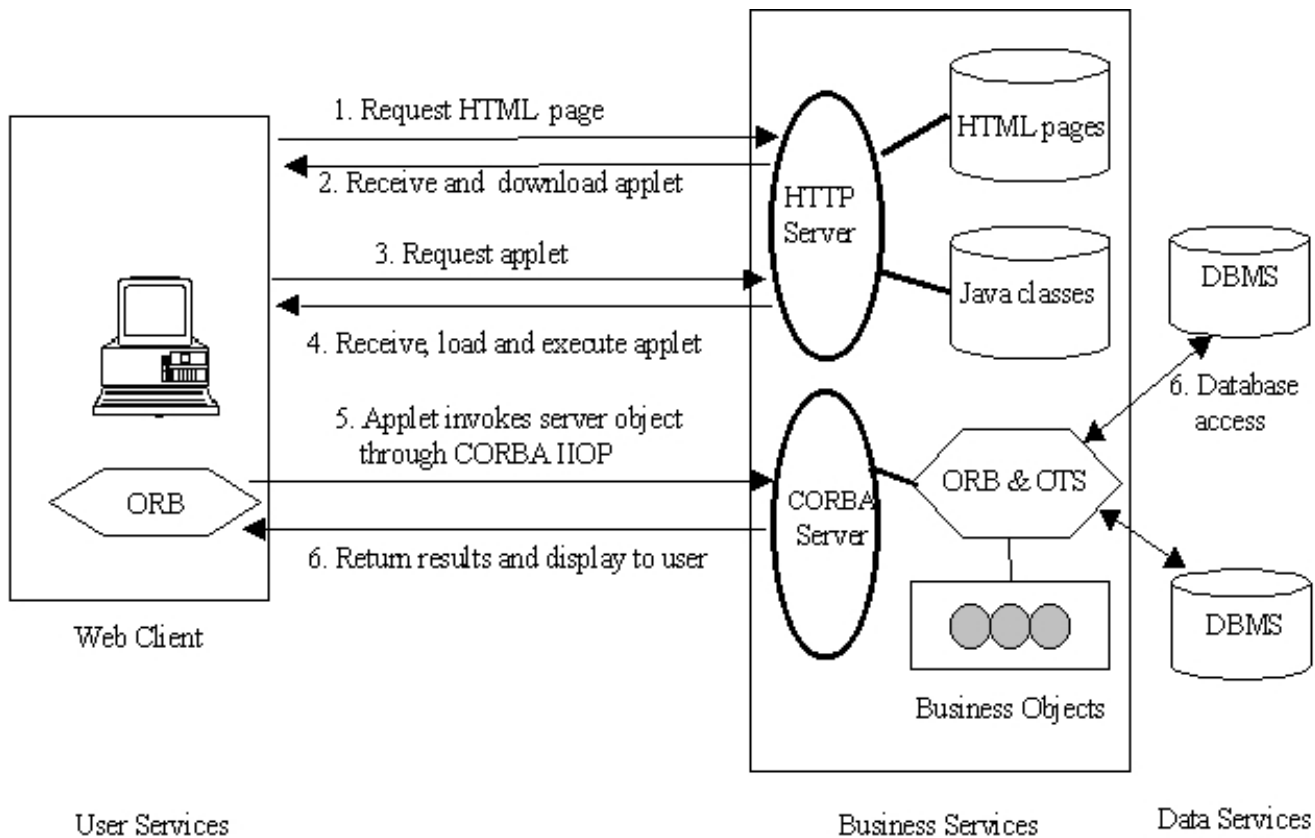 1. Request HTML page
2. Receive and download applet
3. Request applet
4. Receive, load and execute applet
5. Applet invokes server object
through CORBA IIOP
6. Return results and display to user
ORB
Web Client
HTTP
Server
HTML pages
Java classes
CORBA
Server
ORB & OTS
Business Objects
DBMS
6. Database
access
DBMS
User Services
Business Services
Data Services